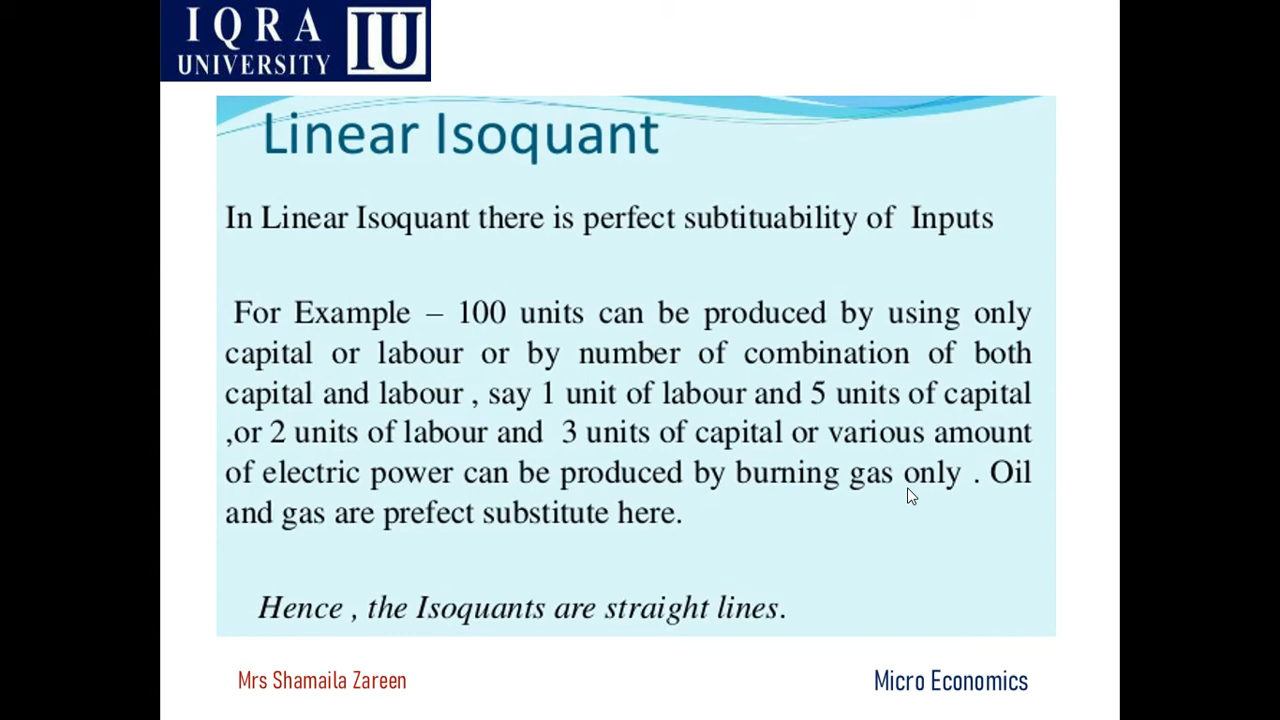 IQRA
UNIVERSITY IU
Linear Isoquant
In Linear Isoquant there is perfect subtituability of Inputs
For Example – 100 units can be produced by using only
capital or labour or by number of combination of both
capital and labour , say 1 unit of labour and 5 units of capital
,or 2 units of labour and 3 units of capital or various amount
of electric power can be produced by burning gas only . Oil
and gas are prefect substitute here.
Hence , the Isoquants are straight lines.
Mrs Shamaila Zareen
Micro Economics